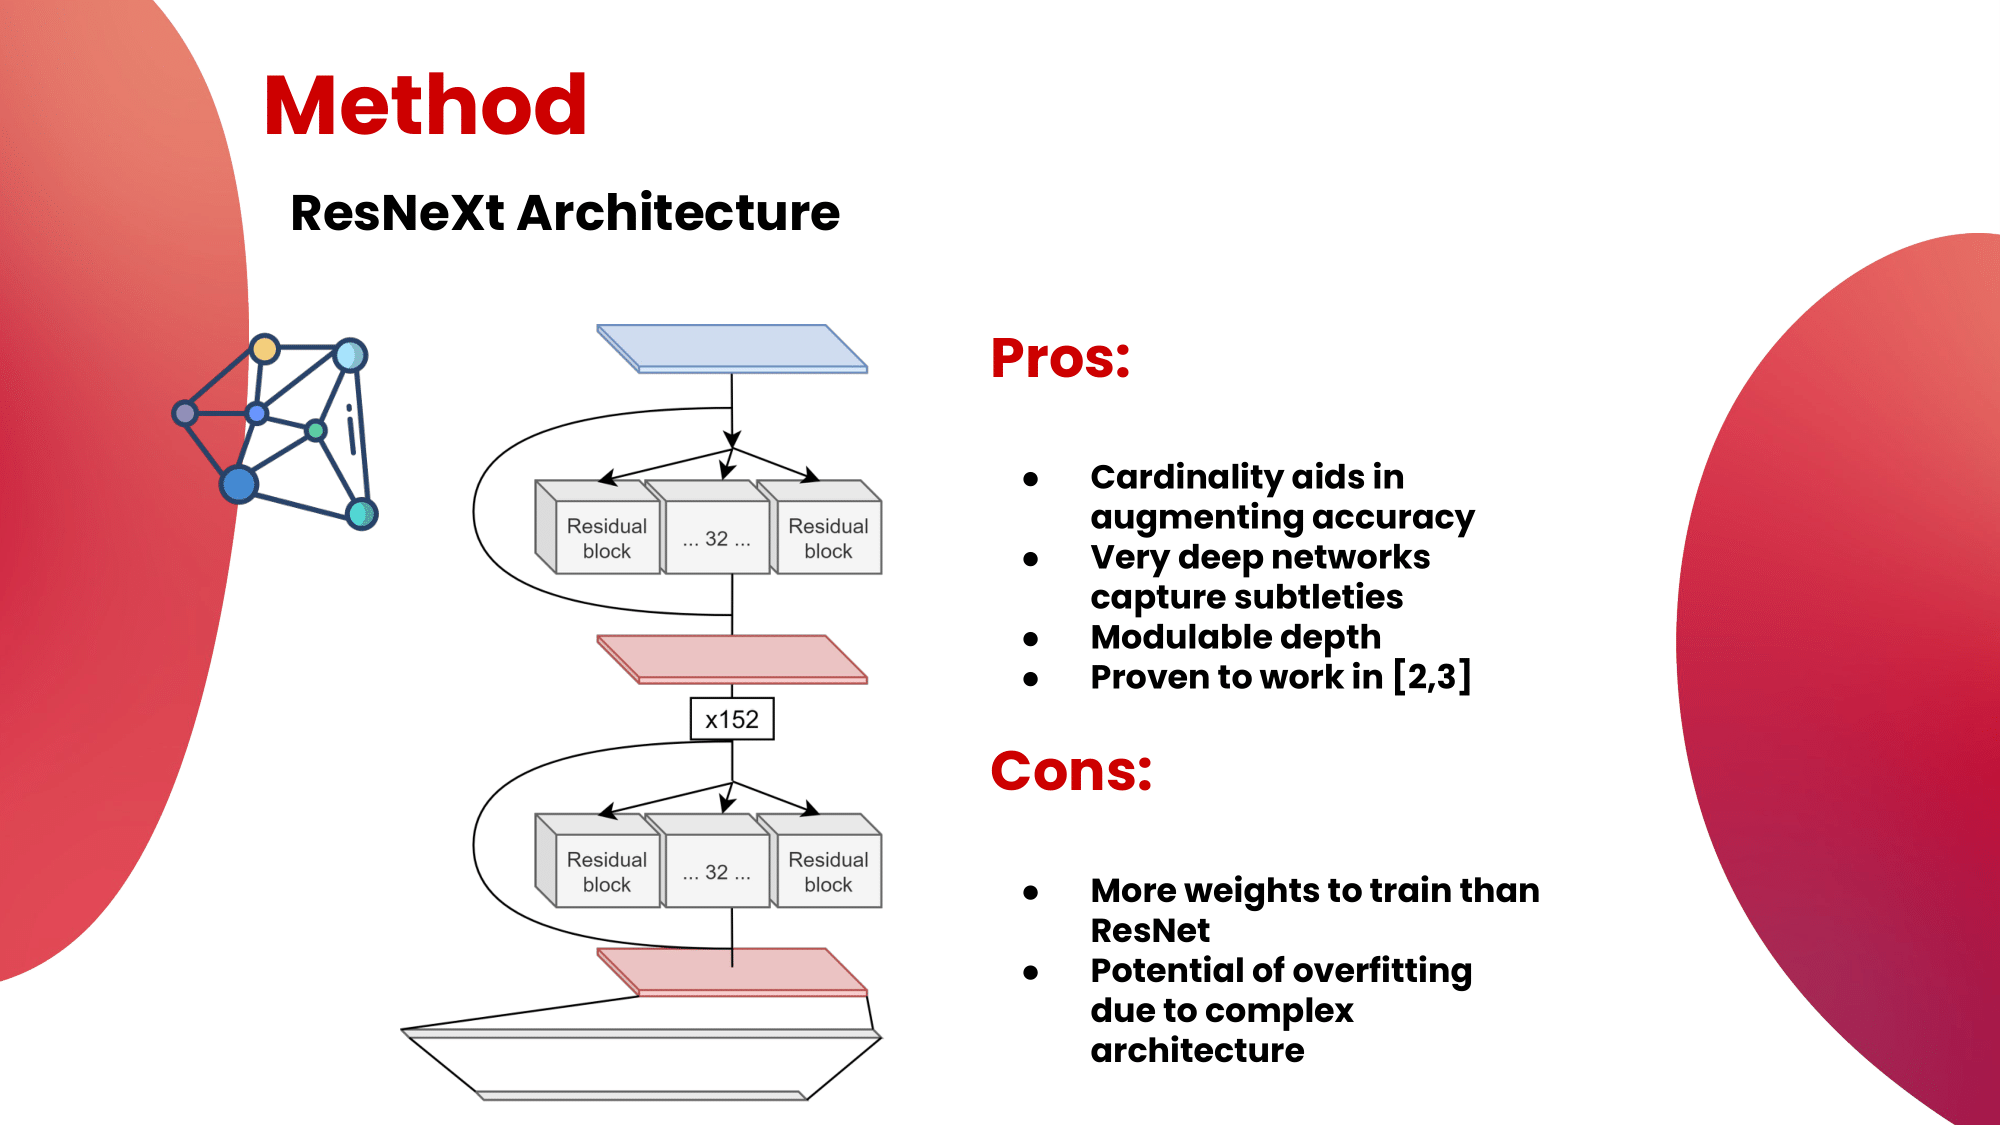 Method
ResNeXt Architecture
Residual
block
... 32 ...
Residual
block
x152
Residual
block
... 32 ...
Residual
block
Pros:
● Cardinality aids in
augmenting accuracy
● Very deep networks
capture subtleties
● Modulable depth
● Proven to work in [2,3]
Cons:
● More weights to train than
ResNet
● Potential of overfitting
due to complex
architecture